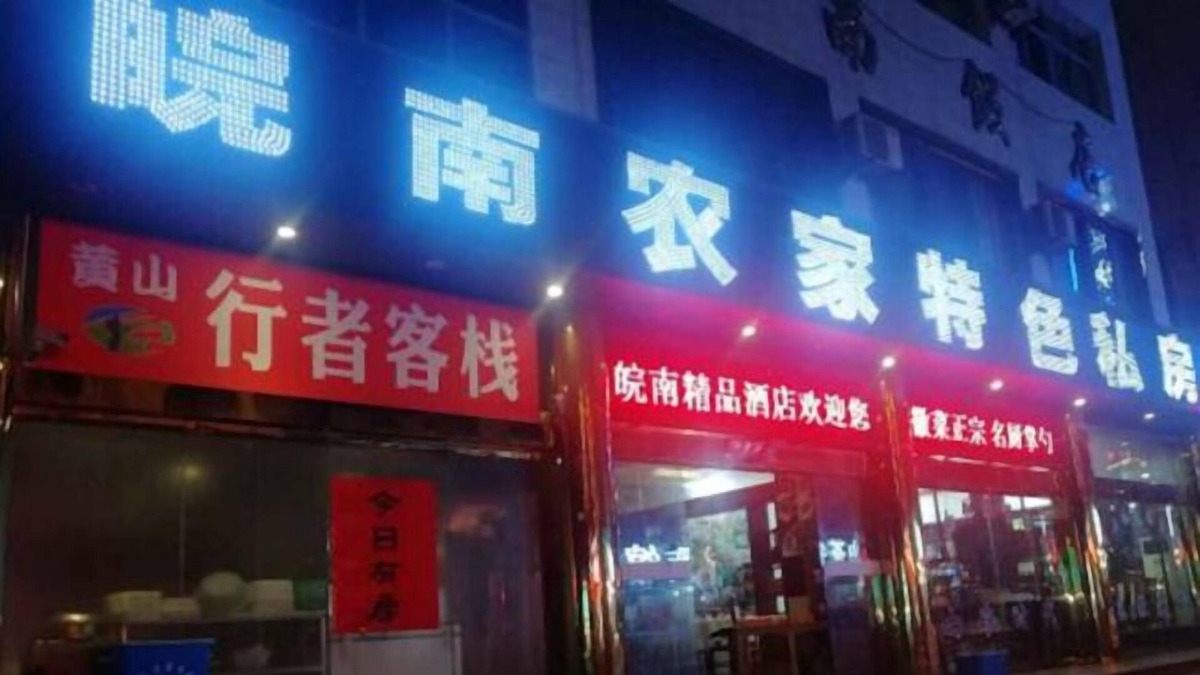 皖南农家特色私房
黄山
行者客栈
皖南精品酒店欢迎您
徽菜正宗 名厨掌勺
今日有房